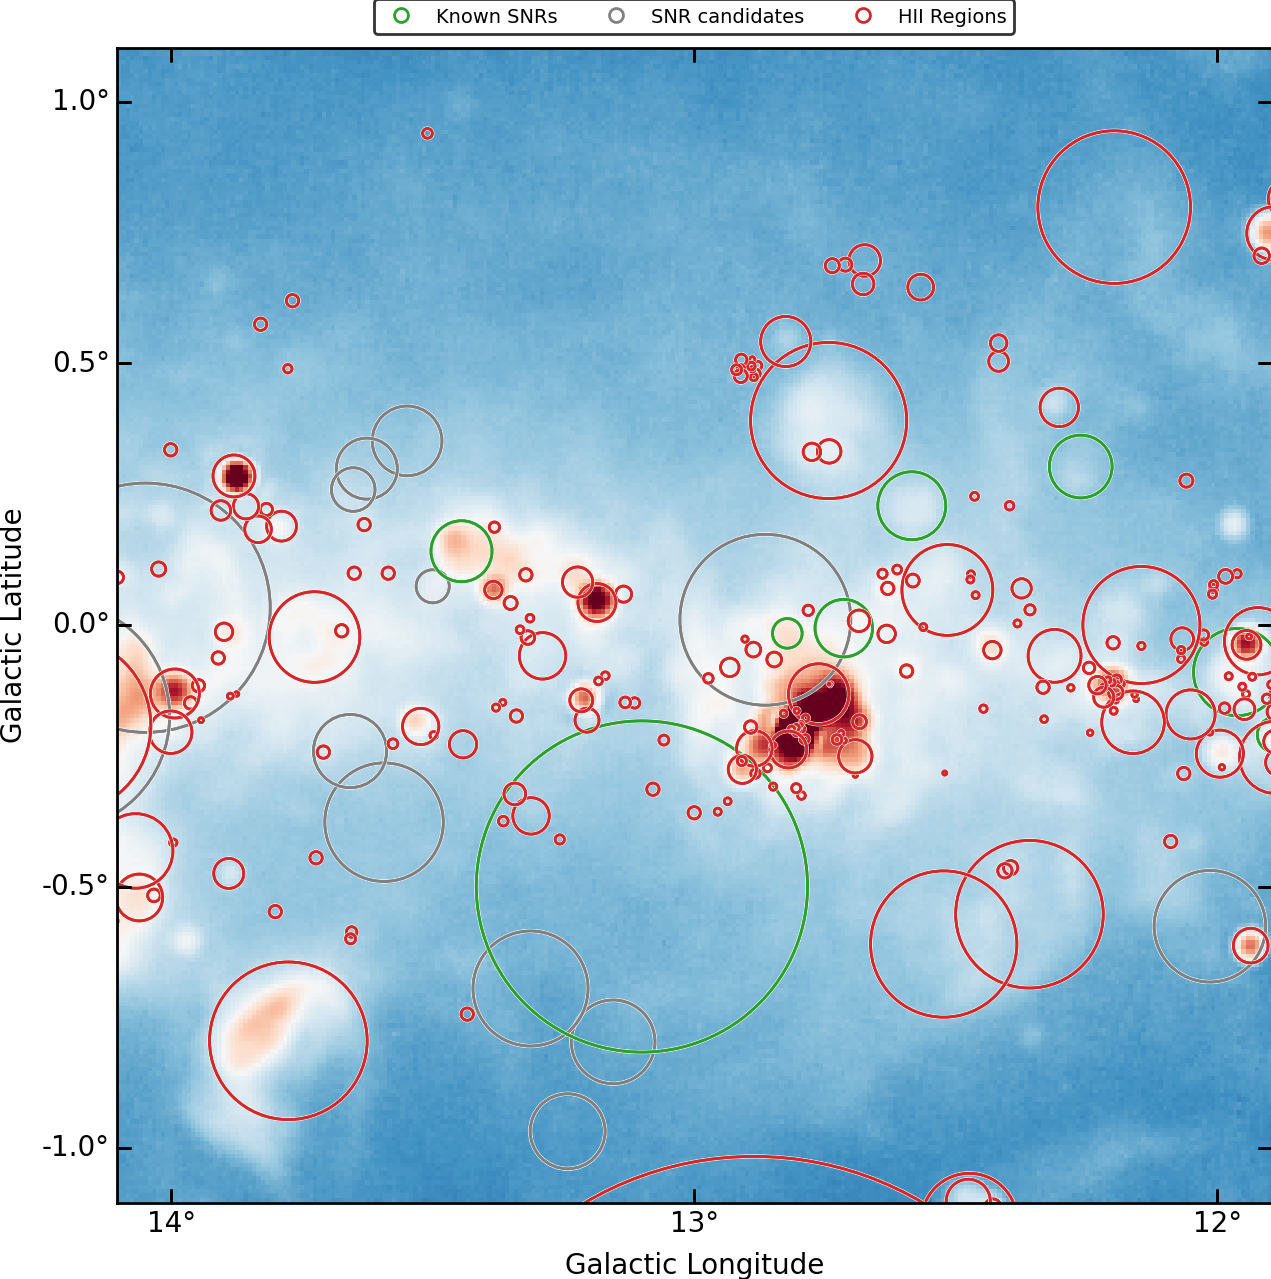 Known SNRs SNR candidates HII Regions
1.0°
0.5°
0.0°
-0.5°
-1.0°
Galactic Latitude
14° 13° 12°
Galactic Longitude